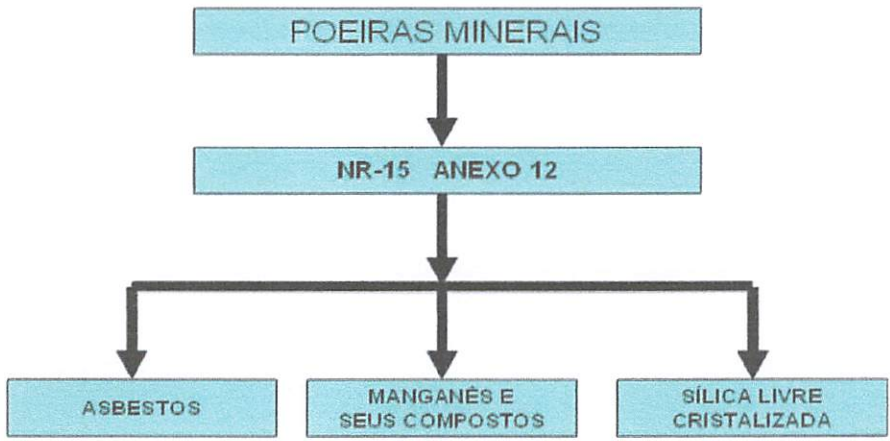 POEIRAS MINERAIS
NR-15 ANEXO 12
ASBESTOS
MANGANÊS E
SEUS COMPOSTOS
SÍLICA LIVRE
CRISTALIZADA